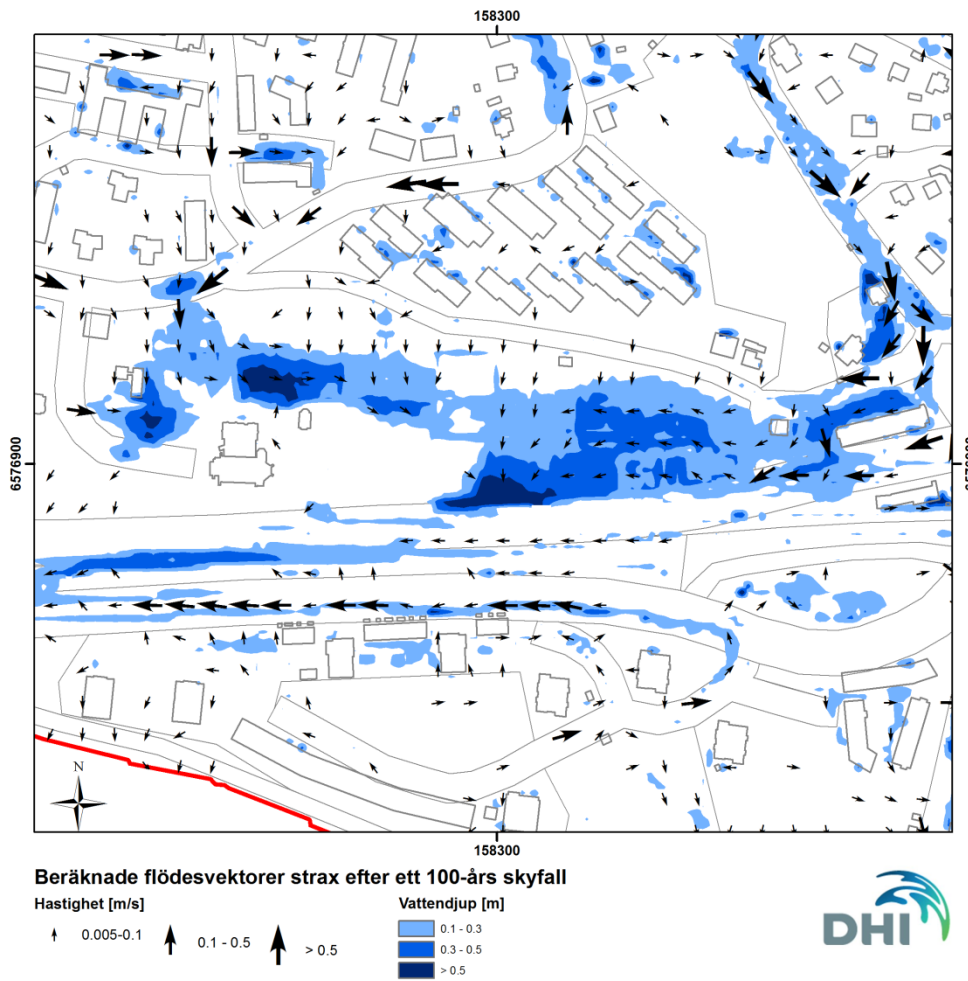 158300
6576900
N
158300
Beräknade flödesvektorer strax efter ett 100-års skyfall
Hastighet [m/s]
0.005-0.1
0.1 - 0.5
> 0.5
Vattendjup [m]
0.1 - 0.3
0.3 - 0.5
> 0.5
DHI